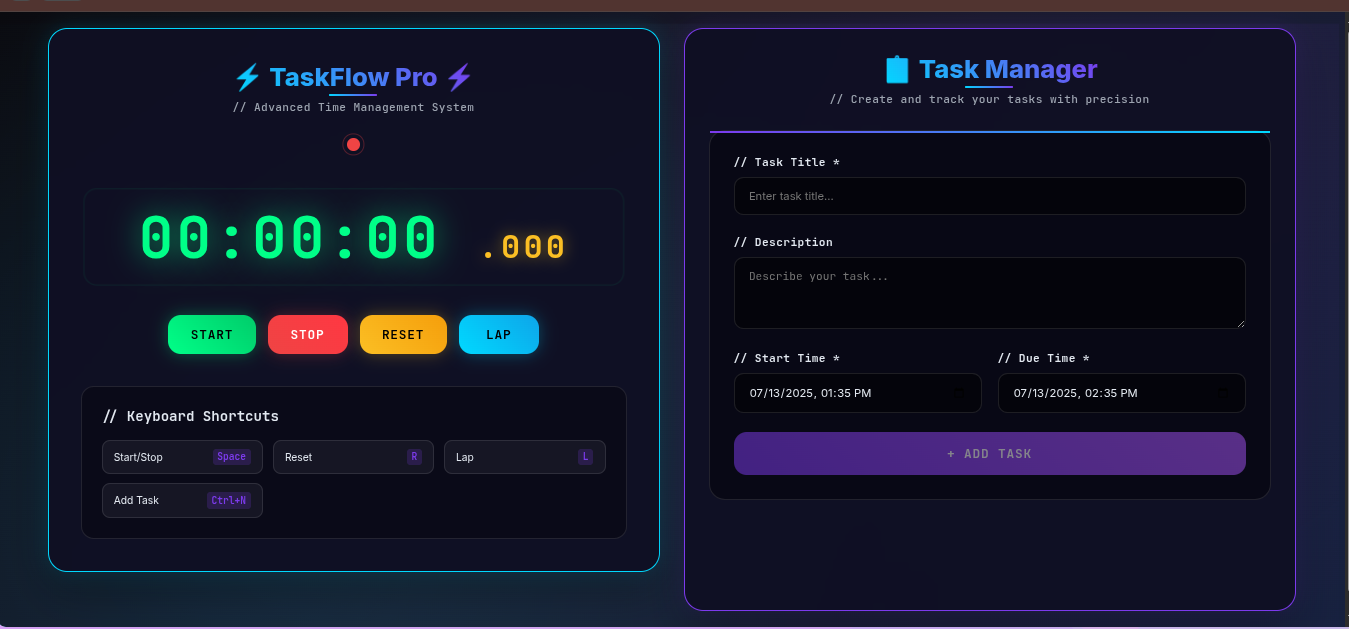 ⚡ TaskFlow Pro ⚡
// Advanced Time Management System
00:00:00 .000
START STOP RESET LAP
// Keyboard Shortcuts
Start/Stop Space Reset R Lap L
Add Task Ctrl+N
📋 Task Manager
// Create and track your tasks with precision
// Task Title *
Enter task title...
// Description
Describe your task...
// Start Time * // Due Time *
07/13/2025, 01:35 PM 07/13/2025, 02:35 PM
+ ADD TASK